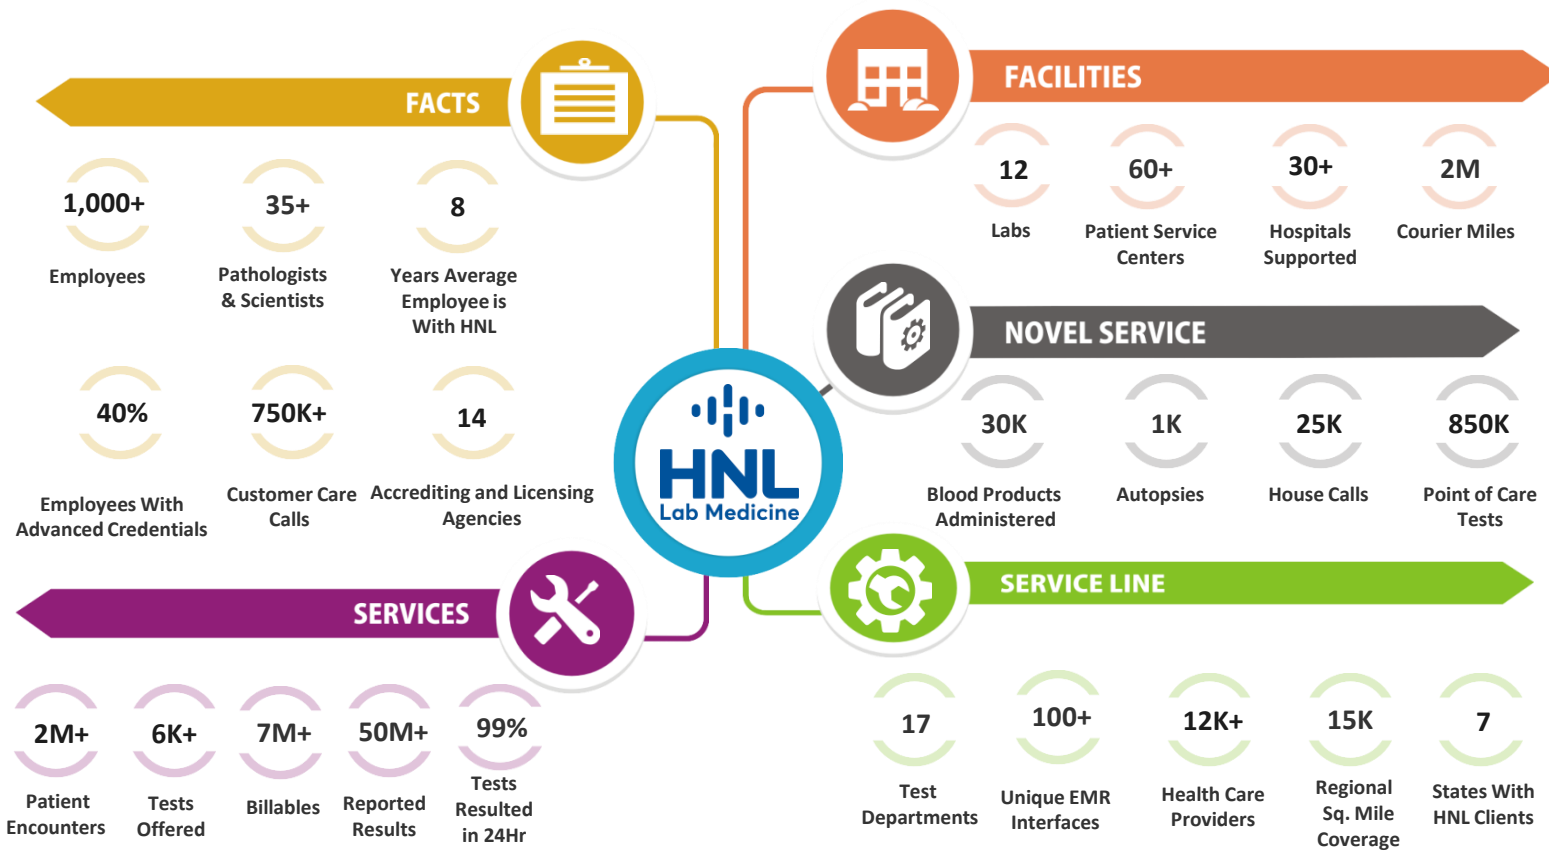 FACTS
1,000+
Employees
35+
Pathologists
& Scientists
8
Years Average
Employee is
With HNL
40%
Employees With
Advanced Credentials
750K+
Customer Care
Calls
14
Accrediting and Licensing
Agencies
FACILITIES
12
Labs
60+
Patient Service
Centers
30+
Hospitals
Supported
2M
Courier Miles
NOVEL SERVICE
30K
Blood Products
Administered
1K
Autopsies
25K
House Calls
850K
Point of Care
Tests
HNL
Lab Medicine
SERVICES
2M+
Patient
Encounters
6K+
Tests
Offered
7M+
Billables
50M+
Reported
Results
99%
Tests
Resulted
in 24Hr
SERVICE LINE
17
Test
Departments
100+
Unique EMR
Interfaces
12K+
Health Care
Providers
15K
Regional
Sq. Mile
Coverage
7
States With
HNL Clients